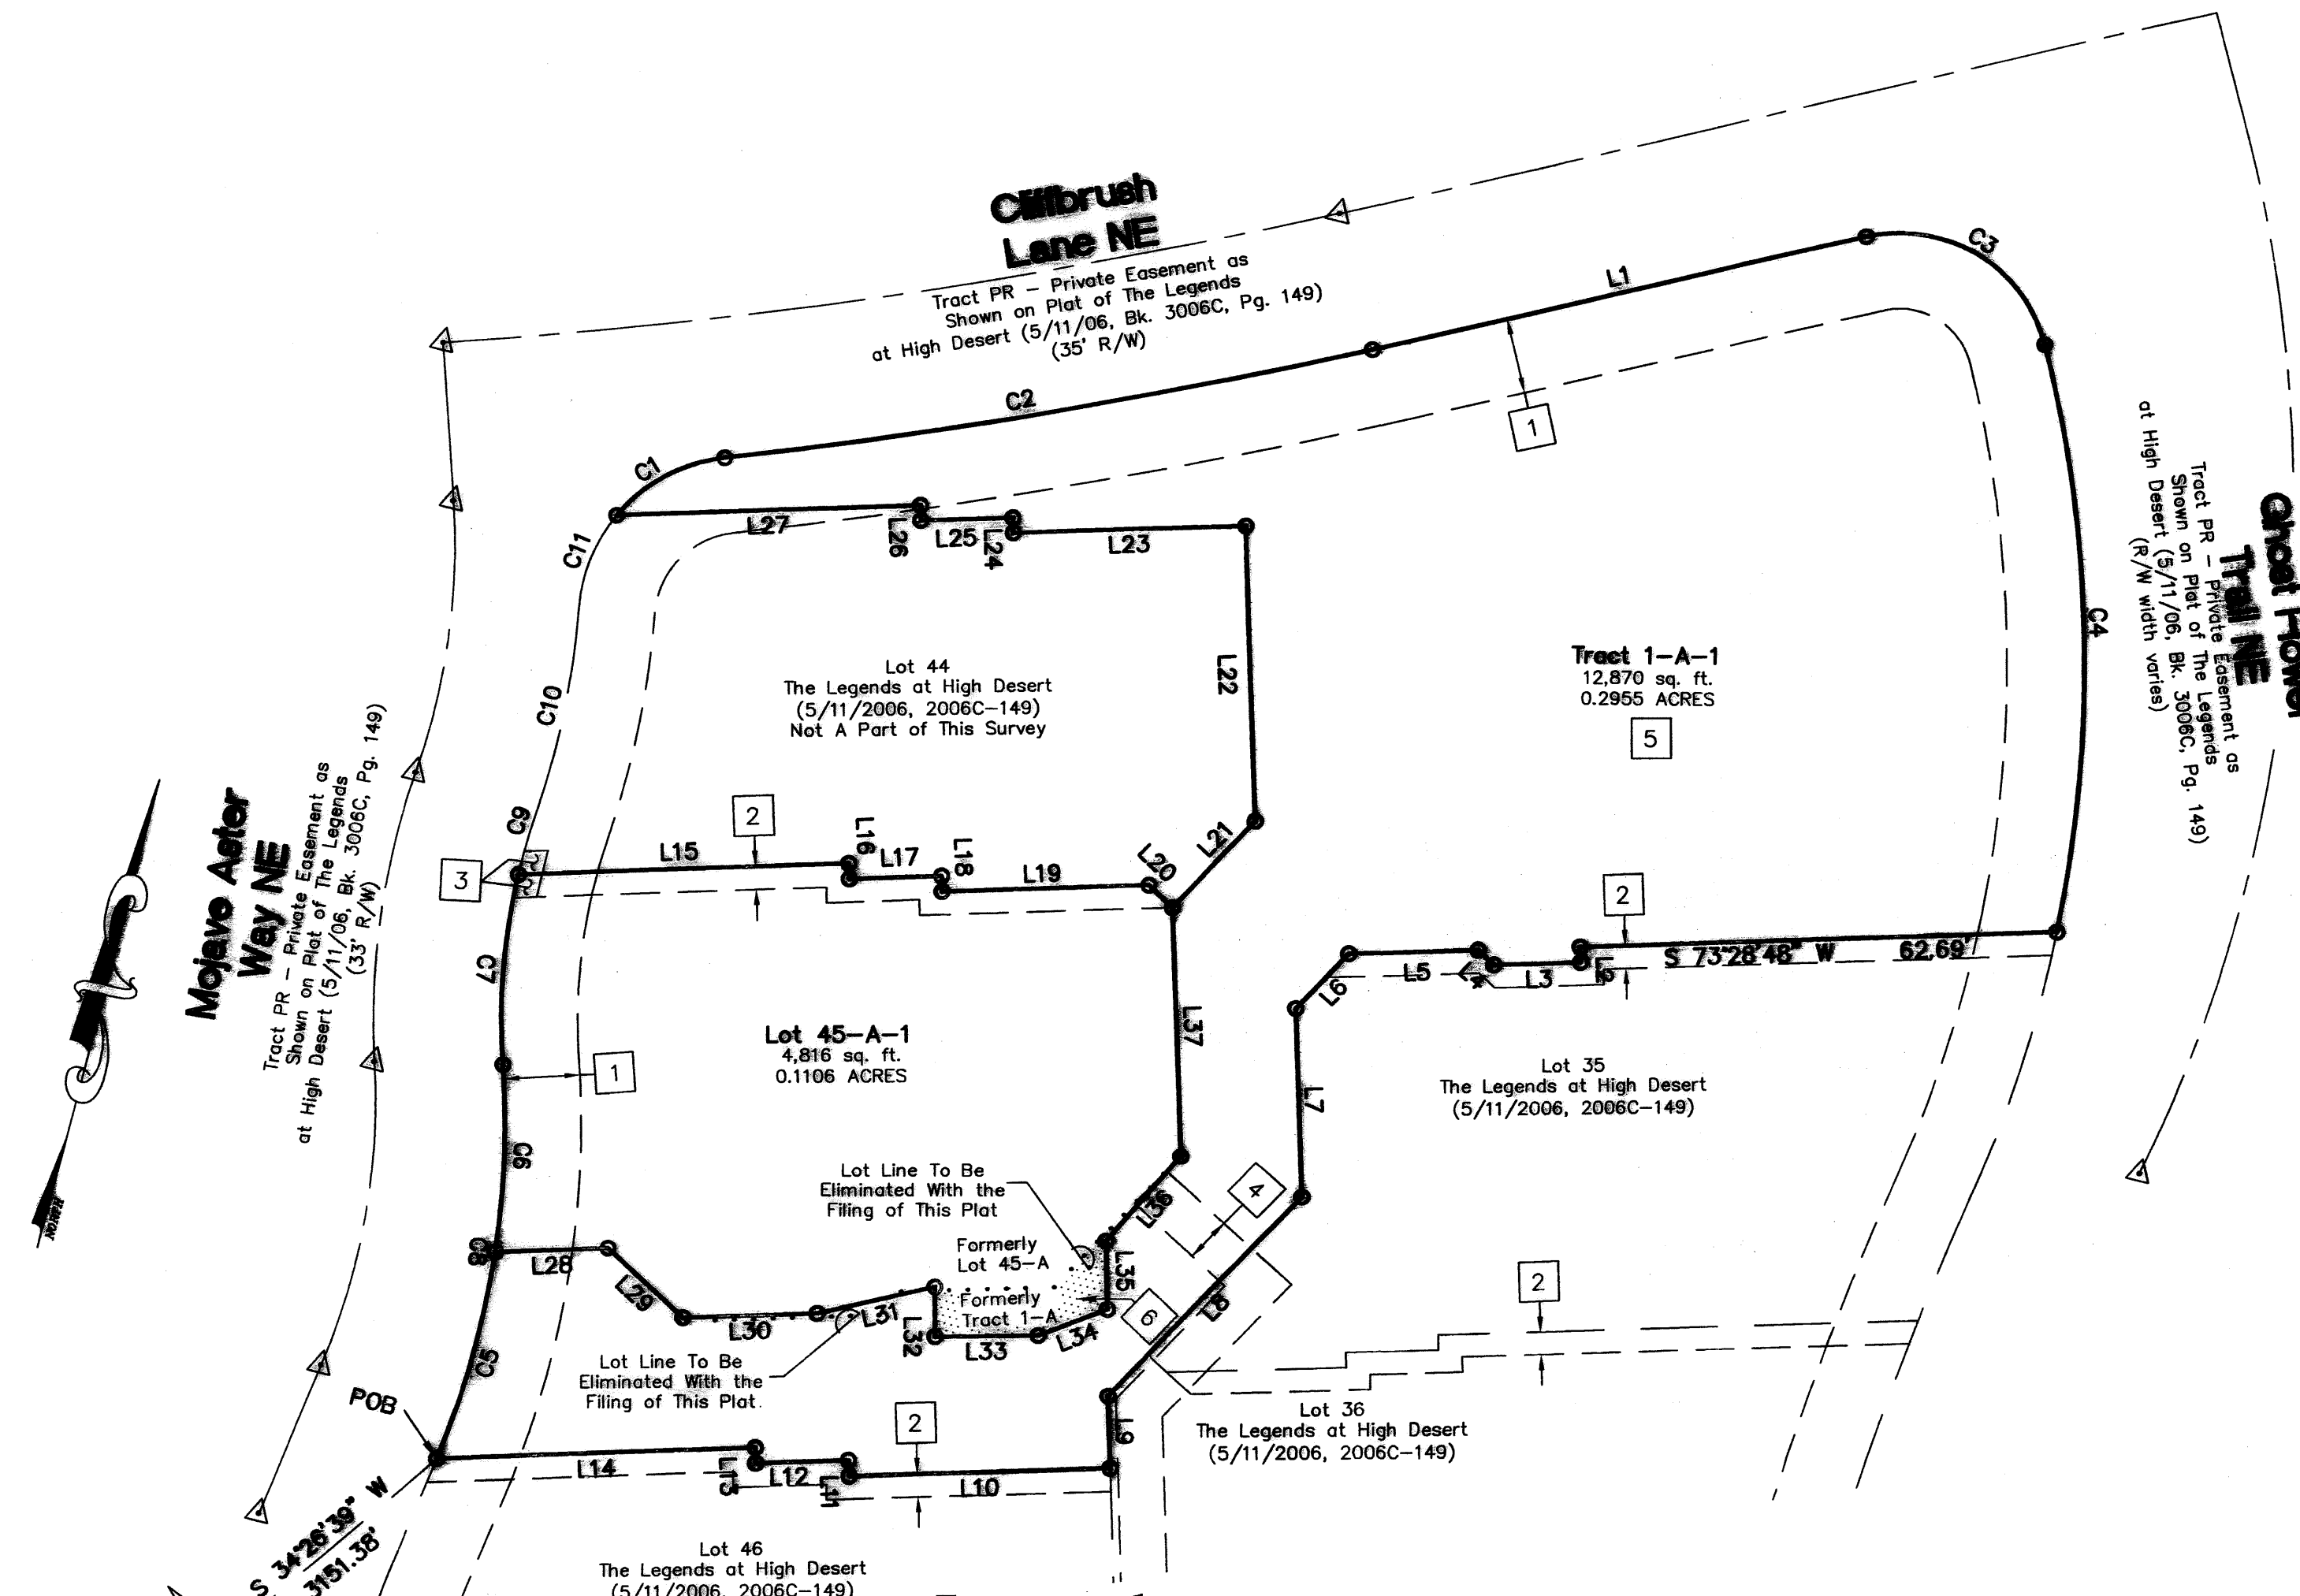 Cliffbrush
Lane NE
Tract PR – Private Easement as
Shown on Plat of The Legends
at High Desert (5/11/06, Bk. 3006C, Pg. 149)
(35' R/W)
L1
C3
C2
1
C1
C4
Ghost Flower
Trail NE
Tract PR – Private Easement as
Shown on Plat of The Legends
at High Desert (5/11/06, Bk. 3006C, Pg. 149)
(R/W width varies)
L27
L26
L25
L24
L23
C11
L22
C10
Lot 44
The Legends at High Desert
(5/11/2006, 2006C–149)
Not A Part of This Survey
Tract 1–A–1
12,870 sq. ft.
0.2955 ACRES
5
Mojave Aster
Way NE
Tract PR – Private Easement as
Shown on Plat of The Legends
at High Desert (5/11/06, Bk. 3006C, Pg. 149)
(33' R/W)
C9
2
L15
L16
L17
L18
L19
L20
L21
3
2
S 73°28'48" W 62.69'
L3
L5
L6
C7
L37
L7
Lot 45–A–1
4,816 sq. ft.
0.1106 ACRES
1
Lot 35
The Legends at High Desert
(5/11/2006, 2006C–149)
C6
Lot Line To Be
Eliminated With the
Filing of This Plat
4
L36
C8
L28
L29
L30
L31
L32
L33
L34
L35
Formerly
Lot 45–A
Formerly
Tract 1–A
6
L8
2
C5
Lot Line To Be
Eliminated With the
Filing of This Plat
POB
2
L9
Lot 36
The Legends at High Desert
(5/11/2006, 2006C–149)
L14
L13
L12
L11
L10
S 34°26'39" W
3151.38'
Lot 46
The Legends at High Desert
(5/11/2006, 2006C–149)